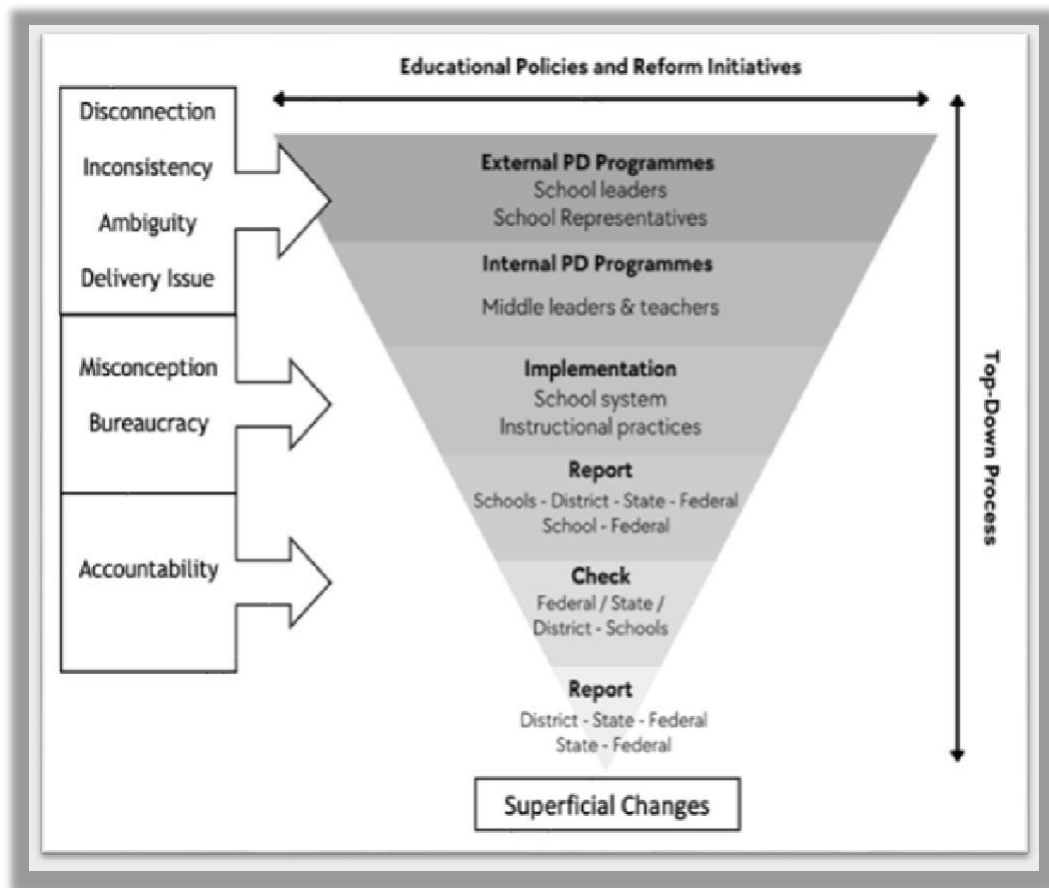 Educational Policies and Reform Initiatives
Disconnection
Inconsistency
Ambiguity
Delivery Issue
Misconception
Bureaucracy
Accountability
External PD Programmes
School leaders
School Representatives
Internal PD Programmes
Middle leaders & teachers
Implementation
School system
Instructional practices
Report
Schools - District - State - Federal
School - Federal
Check
Federal / State /
District - Schools
Report
District - State - Federal
State - Federal
Superficial Changes
Top-Down Process